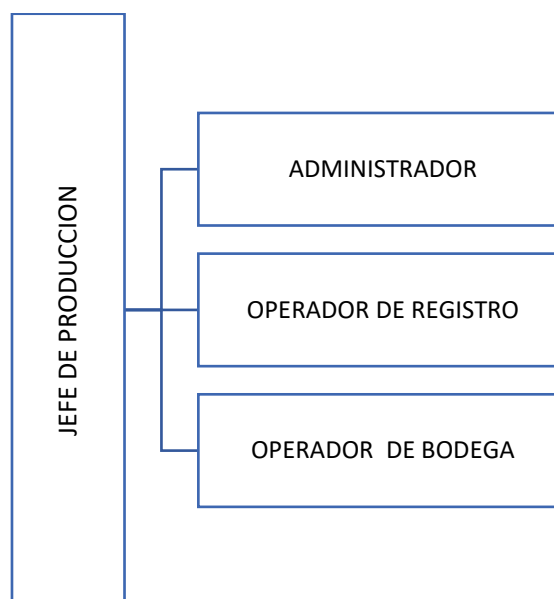 JEFE DE PRODUCCION
ADMINISTRADOR
OPERADOR DE REGISTRO
OPERADOR  DE BODEGA